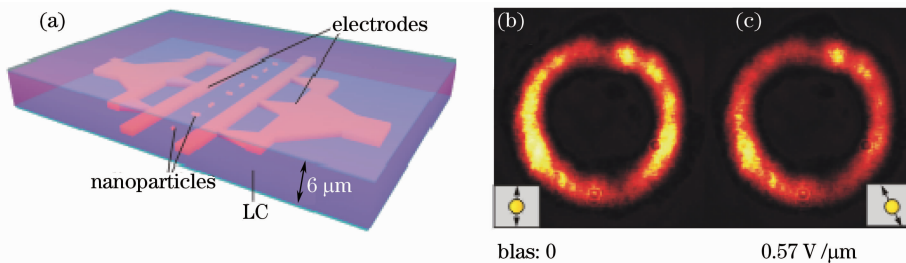 (a)
electrodes
nanoparticles
LC
6 μm
(b)
(c)
blas: 0
0.57 V/μm